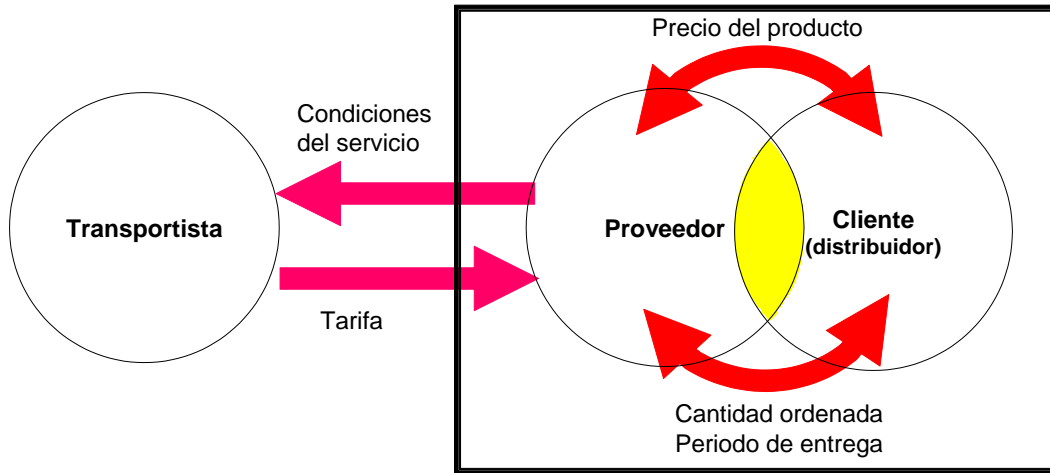 Precio del producto
Condiciones
del servicio
Transportista
Proveedor
Cliente
(distribuidor)
Tarifa
Cantidad ordenada
Periodo de entrega